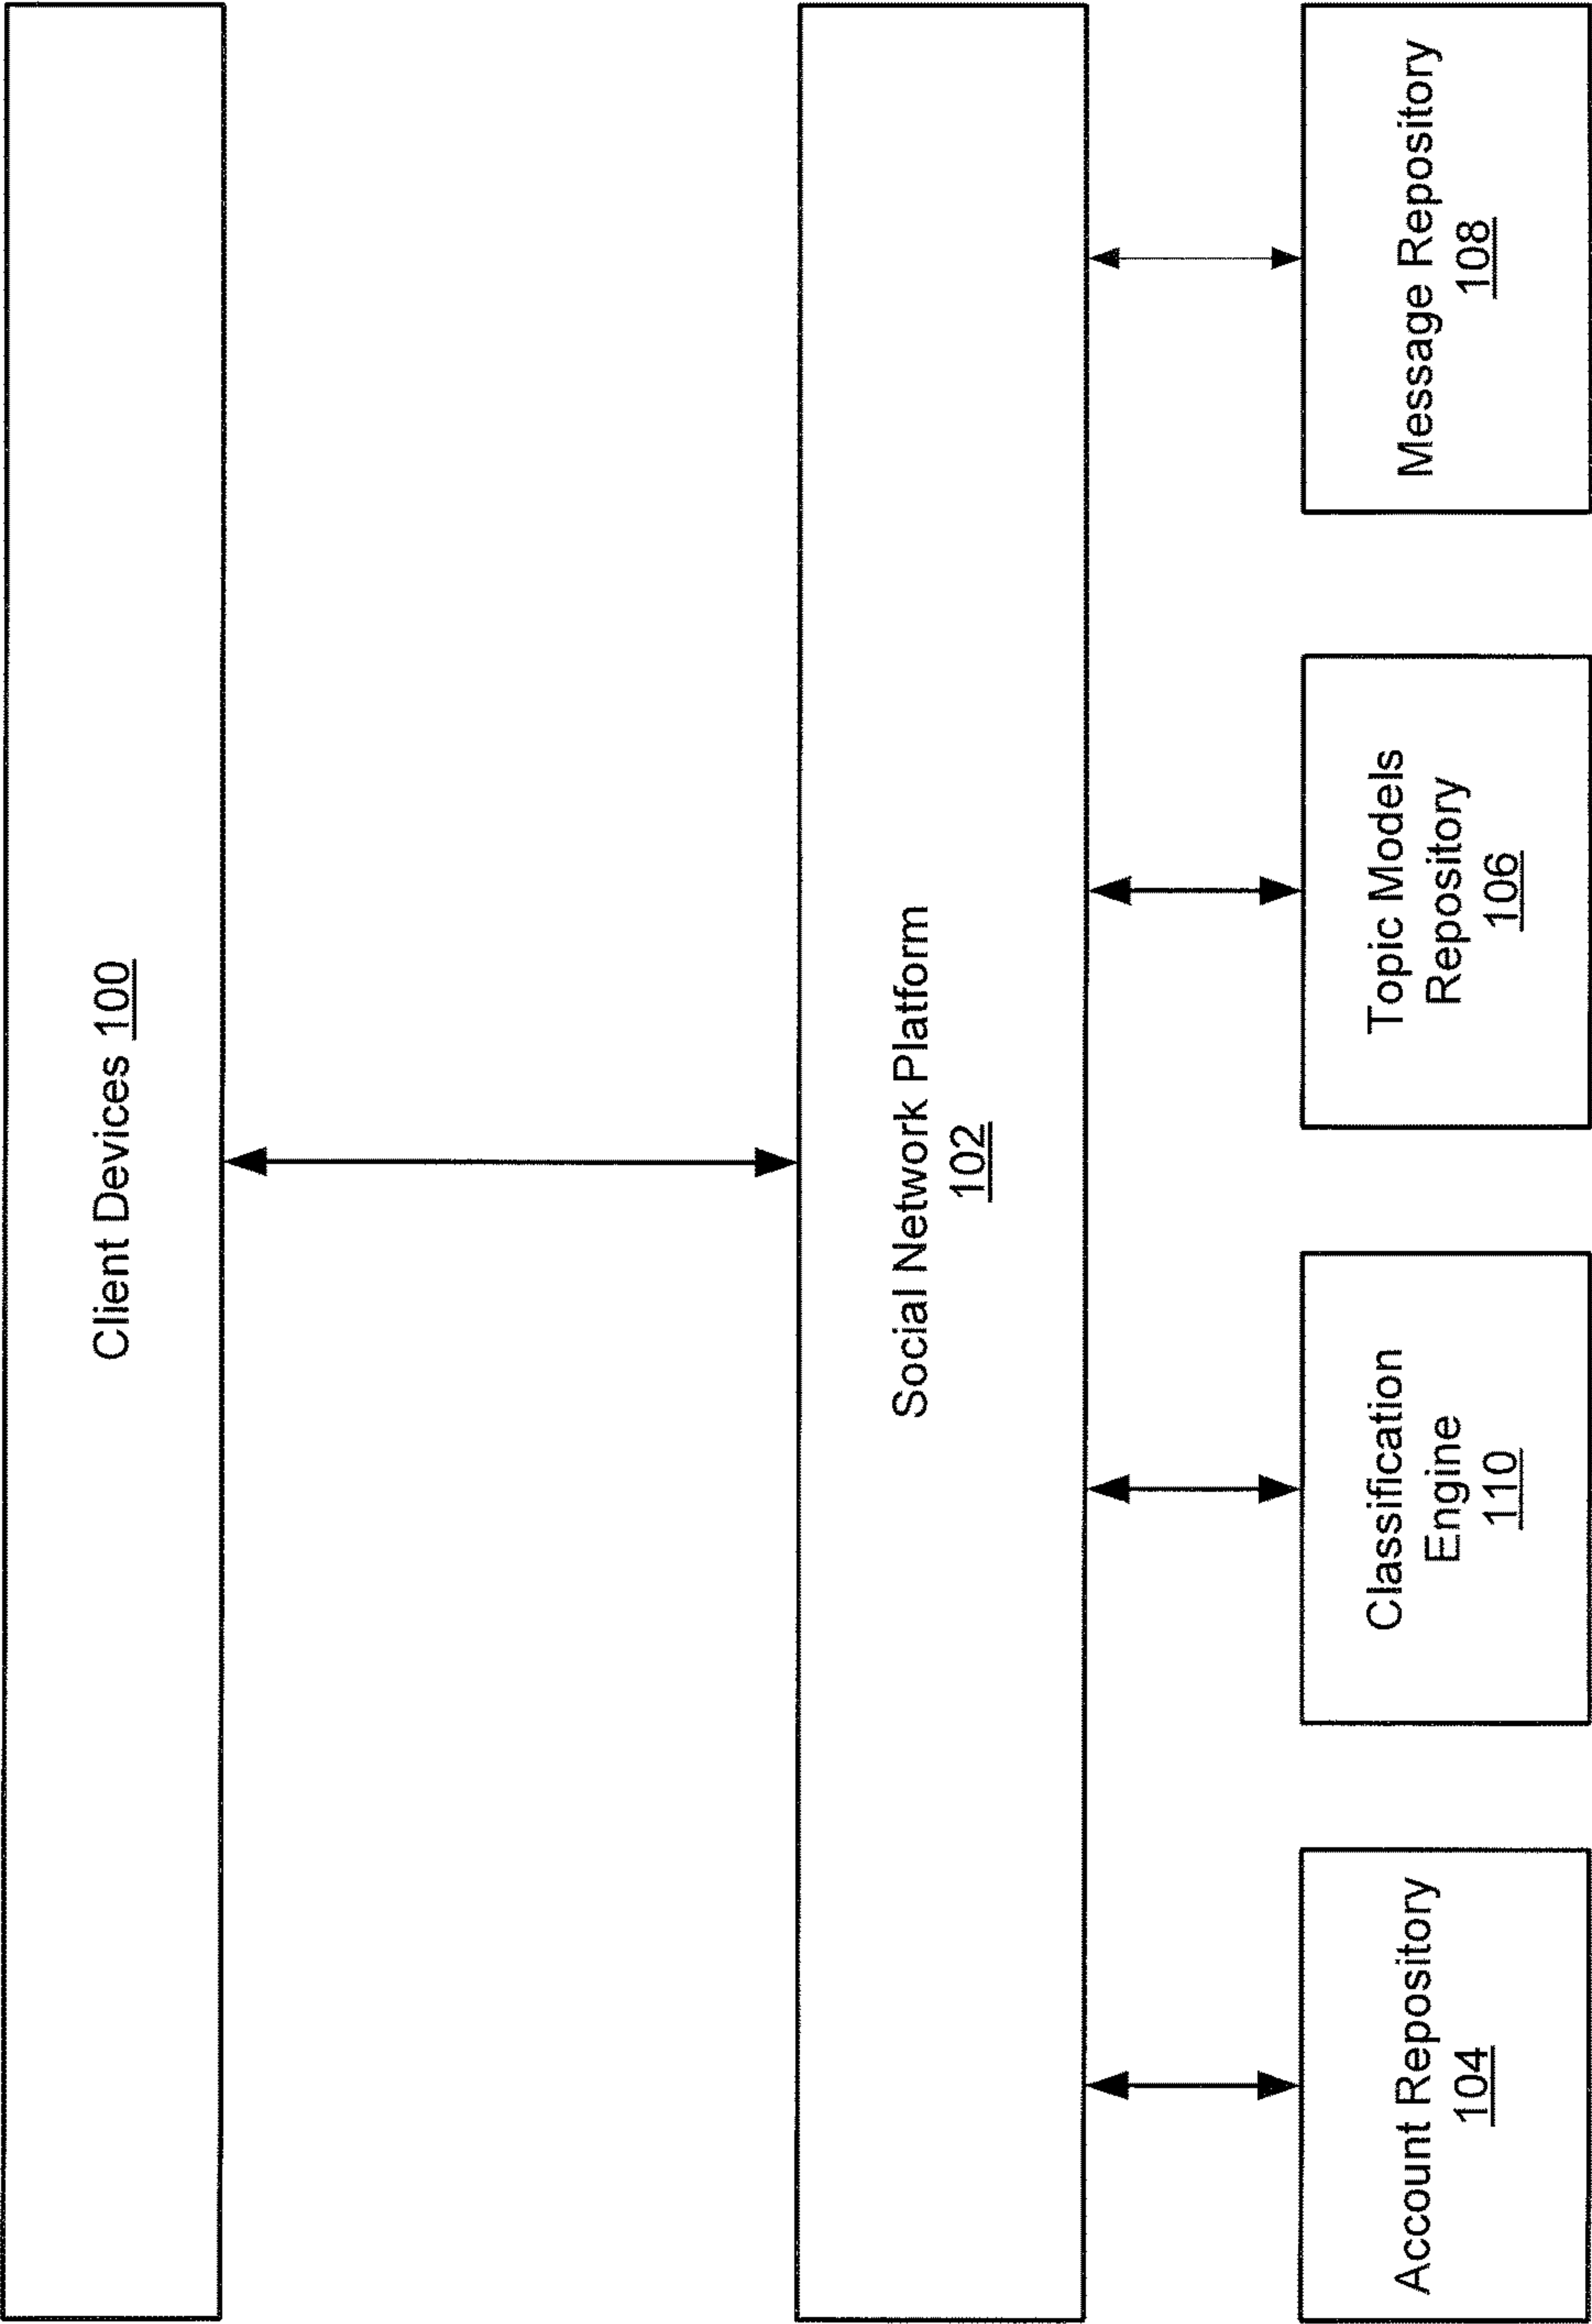 Client Devices 100
Social Network Platform
102
Account Repository
104
Classification
Engine
110
Topic Models
Repository
106
Message Repository
108